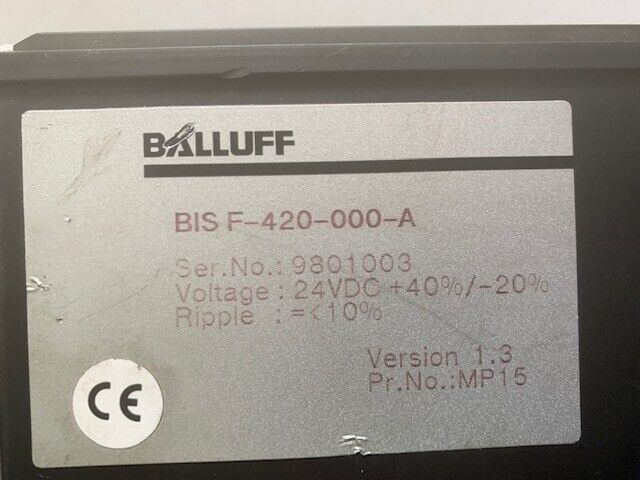 BALLUFF
BIS F-420-000-A
Ser.No.: 9801003
Voltage : 24VDC +40%/-20%
Ripple : =<10%
Version 1.3
Pr.No.:MP15
CE